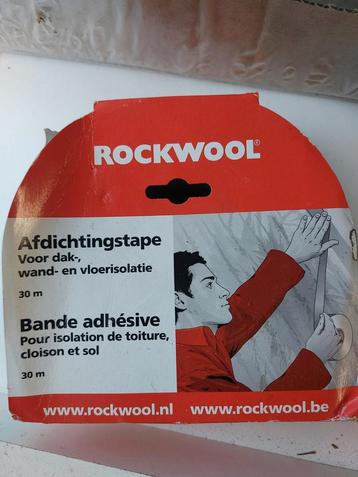 ROCKWOOL®
Afdichtingstape
Voor dak-,
wand- en vloerisolatie
30 m
Bande adhésive
Pour isolation de toiture,
cloison et sol
30 m
www.rockwool.nl www.rockwool.be